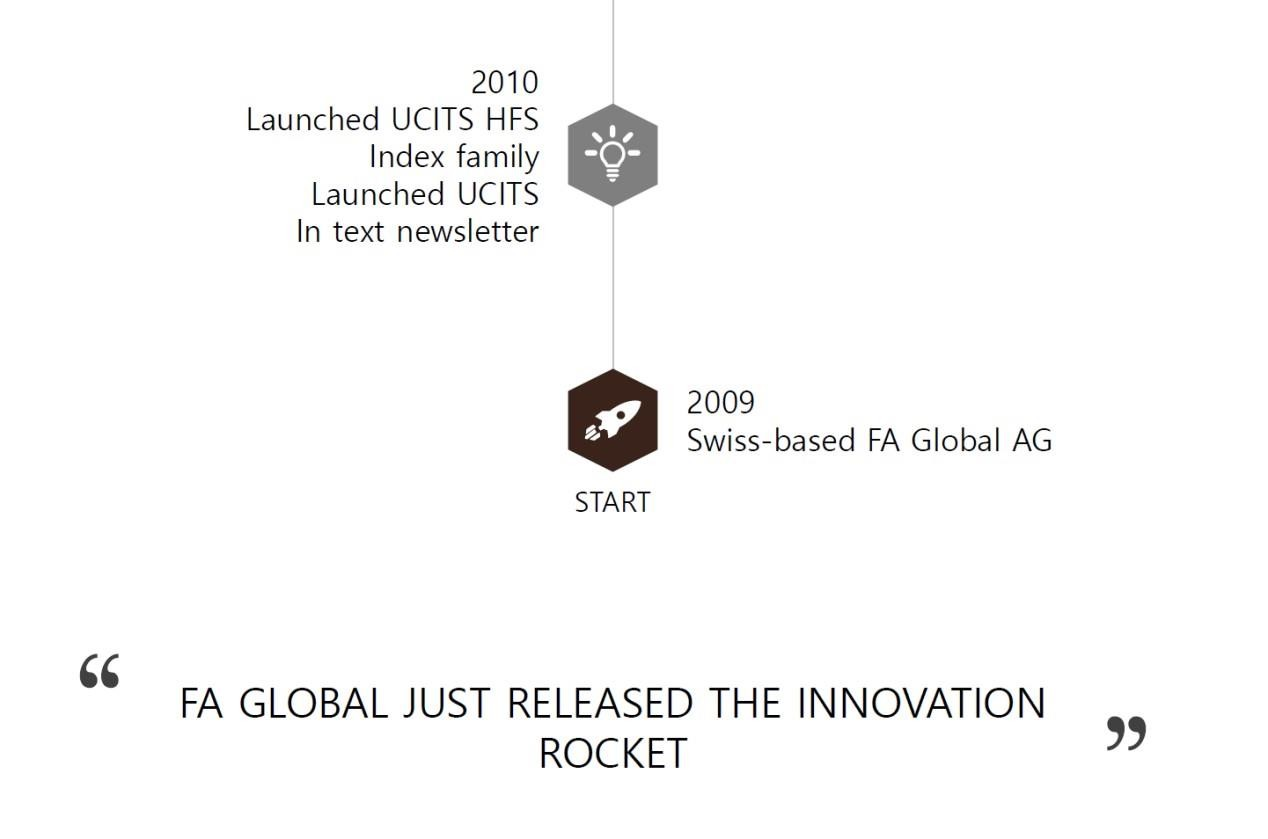 2010
Launched UCITS HFS
Index family
Launched UCITS
In text newsletter
2009
Swiss-based FA Global AG
START
“
FA GLOBAL JUST RELEASED THE INNOVATION
ROCKET
”